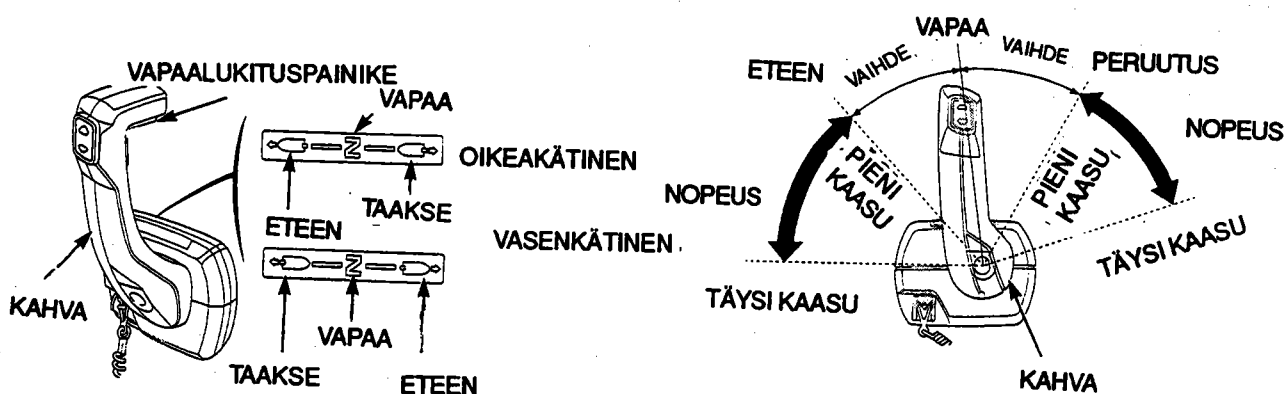 VAPAALUKITUSPAINIKE
VAPAA
N
OIKEAKÄTINEN
ETEEN
TAAKSE
VASENKÄTINEN
N
KAHVA
VAPAA
TAAKSE
ETEEN
VAPAA
ETEEN
VAIHDE
VAIHDE
PERUUTUS
NOPEUS
NOPEUS
PIENI
KAASU
PIENI
KAASU
TÄYSI KAASU
TÄYSI KAASU
KAHVA